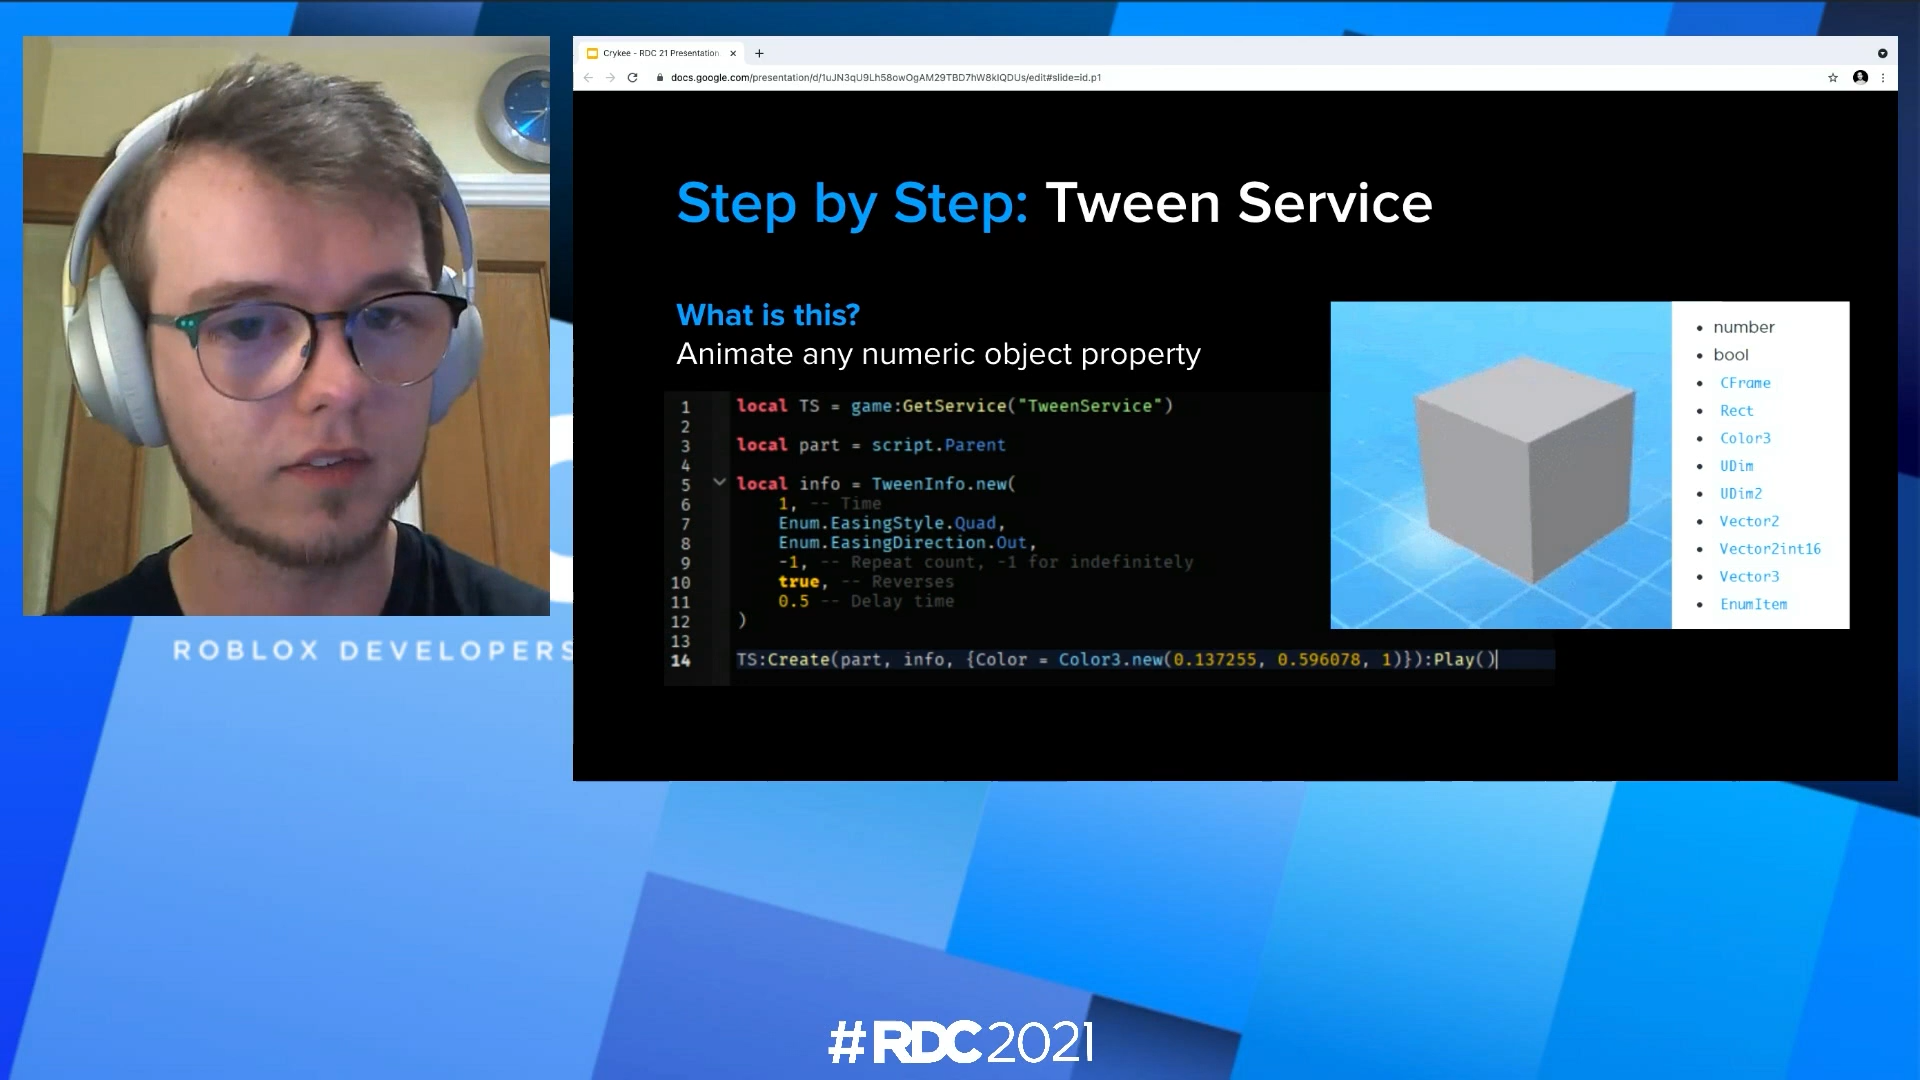 Crykee - RDC 21 Presentation
docs.google.com/presentation/d/1uJN3qU9Lh58owOgAM29TBD7hW8kIQDUs/edit#slide=id.p1
Step by Step: Tween Service
What is this?
Animate any numeric object property
1 local TS = game:GetService("TweenService")
2
3 local part = script.Parent
4
5 local info = TweenInfo.new(
6 1, -- Time
7 Enum.EasingStyle.Quad,
8 Enum.EasingDirection.Out,
9 -1, -- Repeat count, -1 for indefinitely
10 true, -- Reverses
11 0.5 -- Delay time
12 )
13
14 TS:Create(part, info, {Color = Color3.new(0.137255, 0.596078, 1)}):Play()
• number
• bool
• CFrame
• Rect
• Color3
• UDim
• UDim2
• Vector2
• Vector2int16
• Vector3
• EnumItem
ROBLOX DEVELOPERS
#RDC2021